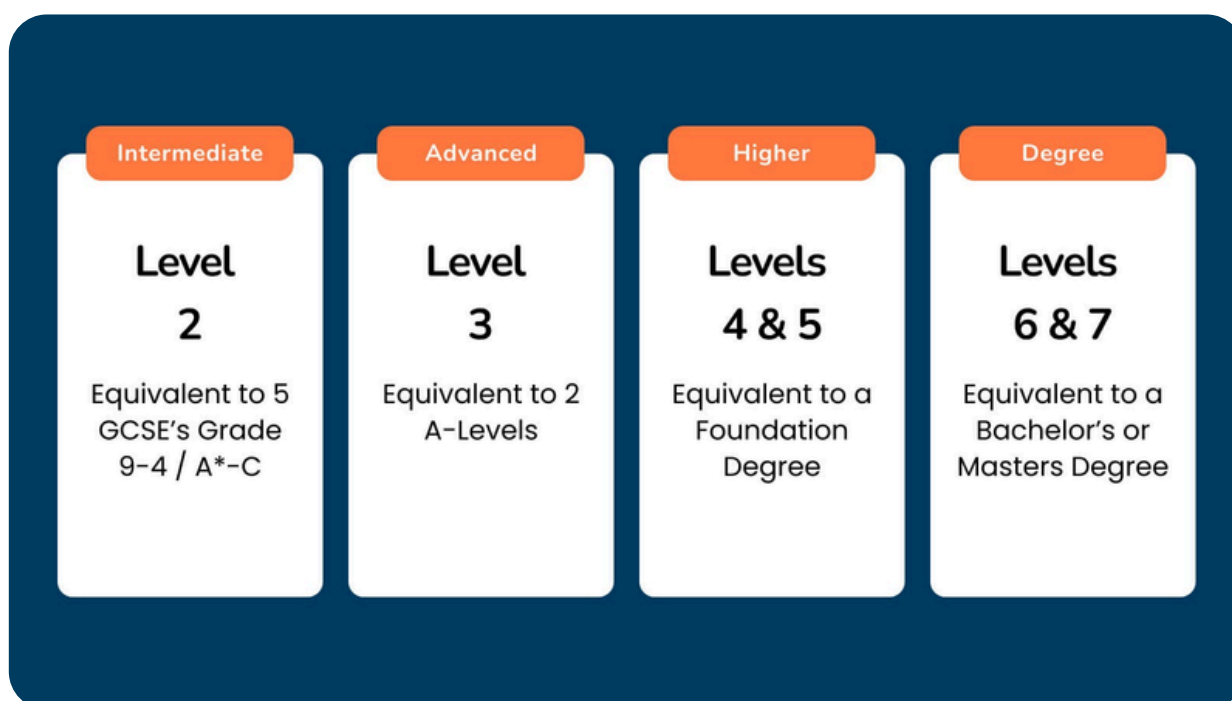 Intermediate
Level
2
Equivalent to 5
GCSE’s Grade
9-4 / A*-C
Advanced
Level
3
Equivalent to 2
A-Levels
Higher
Levels
4 & 5
Equivalent to a
Foundation
Degree
Degree
Levels
6 & 7
Equivalent to a
Bachelor’s or
Masters Degree